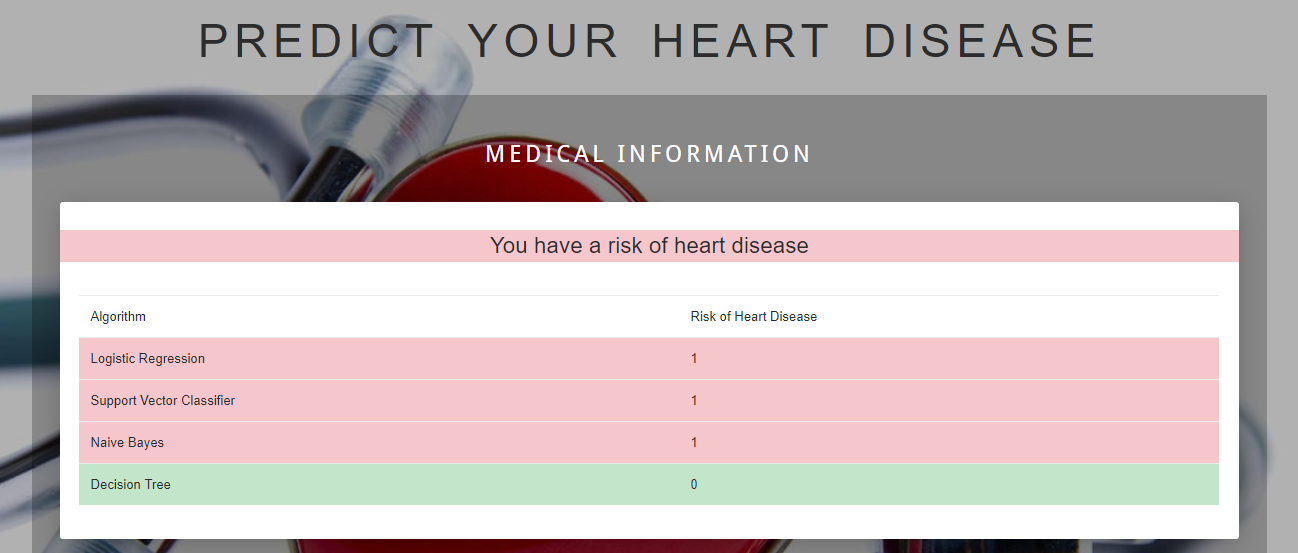 PREDICT YOUR HEART DISEASE
MEDICAL INFORMATION
You have a risk of heart disease
Algorithm Risk of Heart Disease
Logistic Regression 1
Support Vector Classifier 1
Naive Bayes 1
Decision Tree 0